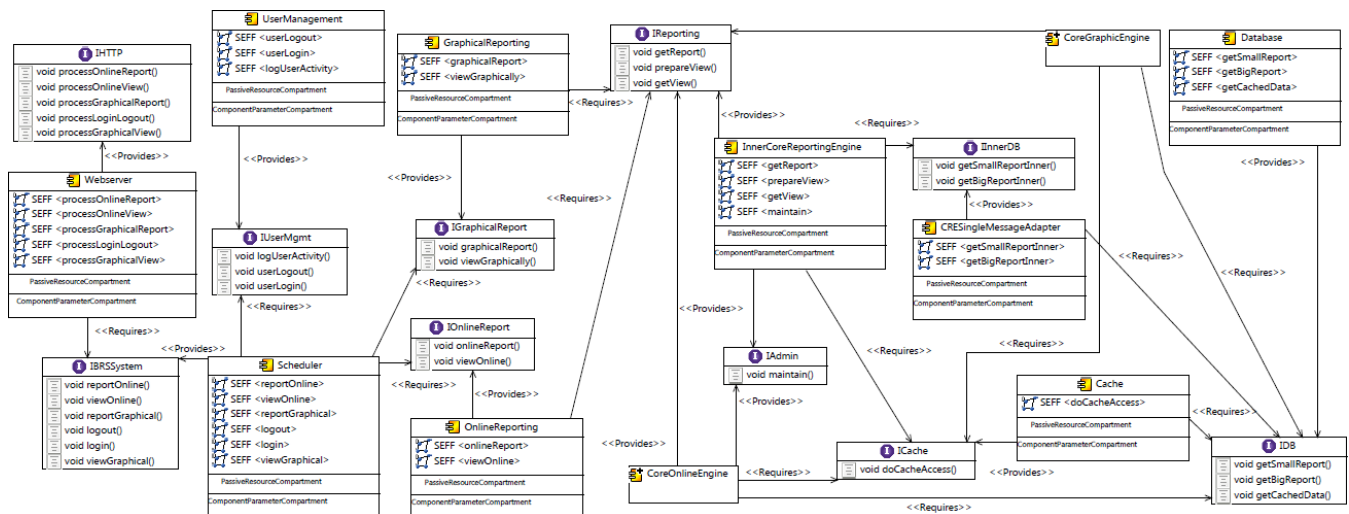 IHTTP
void processOnlineReport()
void processOnlineView()
void processGraphicalReport()
void processLoginLogout()
void processGraphicalView()
<<Provides>>
Webserver
SEFF <processOnlineReport>
SEFF <processOnlineView>
SEFF <processGraphicalReport>
SEFF <processLoginLogout>
SEFF <processGraphicalView>
PassiveResourceCompartment
ComponentParameterCompartment
<<Requires>>
IBRSSystem
void reportOnline()
void viewOnline()
void reportGraphical()
void logout()
void login()
void viewGraphical()
UserManagement
SEFF <userLogout>
SEFF <userLogin>
SEFF <logUserActivity>
PassiveResourceCompartment
ComponentParameterCompartment
<<Provides>>
IUserMgmt
void logUserActivity()
void userLogout()
void userLogin()
<<Requires>>
<<Provides>>
Scheduler
SEFF <reportOnline>
SEFF <viewOnline>
SEFF <reportGraphical>
SEFF <logout>
SEFF <login>
SEFF <viewGraphical>
PassiveResourceCompartment
ComponentParameterCompartment
GraphicalReporting
SEFF <graphicalReport>
SEFF <viewGraphically>
PassiveResourceCompartment
ComponentParameterCompartment
<<Requires>>
<<Provides>>
IGraphicalReport
void graphicalReport()
void viewGraphically()
<<Requires>>
<<Requires>>
IOnlineReport
void onlineReport()
void viewOnline()
<<Requires>>
<<Provides>>
OnlineReporting
SEFF <onlineReport>
SEFF <viewOnline>
PassiveResourceCompartment
ComponentParameterCompartment
IReporting
void getReport()
void prepareView()
void getView()
<<Provides>>
<<Requires>>
InnerCoreReportingEngine
SEFF <getReport>
SEFF <prepareView>
SEFF <getView>
SEFF <maintain>
PassiveResourceCompartment
ComponentParameterCompartment
<<Provides>>
IAdmin
void maintain()
<<Provides>>
<<Provides>>
CoreOnlineEngine
<<Requires>>
<<Requires>>
ICache
void doCacheAccess()
<<Provides>>
CoreGraphicEngine
IInnerDB
void getSmallReportInner()
void getBigReportInner()
<<Provides>>
CRESingleMessageAdapter
SEFF <getSmallReportInner>
SEFF <getBigReportInner>
PassiveResourceCompartment
ComponentParameterCompartment
<<Requires>>
<<Requires>>
Cache
SEFF <doCacheAccess>
PassiveResourceCompartment
ComponentParameterCompartment
<<Requires>>
Database
SEFF <getSmallReport>
SEFF <getBigReport>
SEFF <getCachedData>
PassiveResourceCompartment
ComponentParameterCompartment
<<Provides>>
IDB
void getSmallReport()
void getBigReport()
void getCachedData()